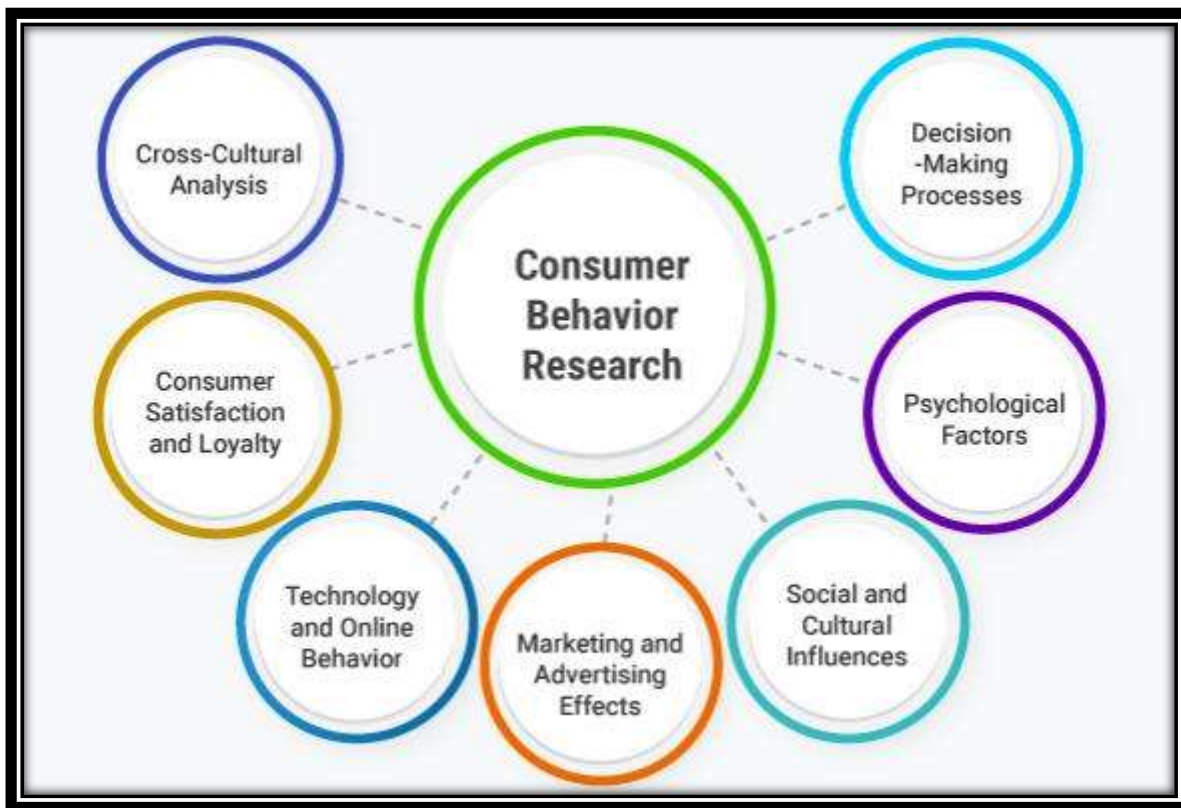 Cross-Cultural
Analysis
Consumer
Behavior
Research
Decision
-Making
Processes
Consumer
Satisfaction
and Loyalty
Psychological
Factors
Technology
and Online
Behavior
Marketing and
Advertising
Effects
Social and
Cultural
Influences